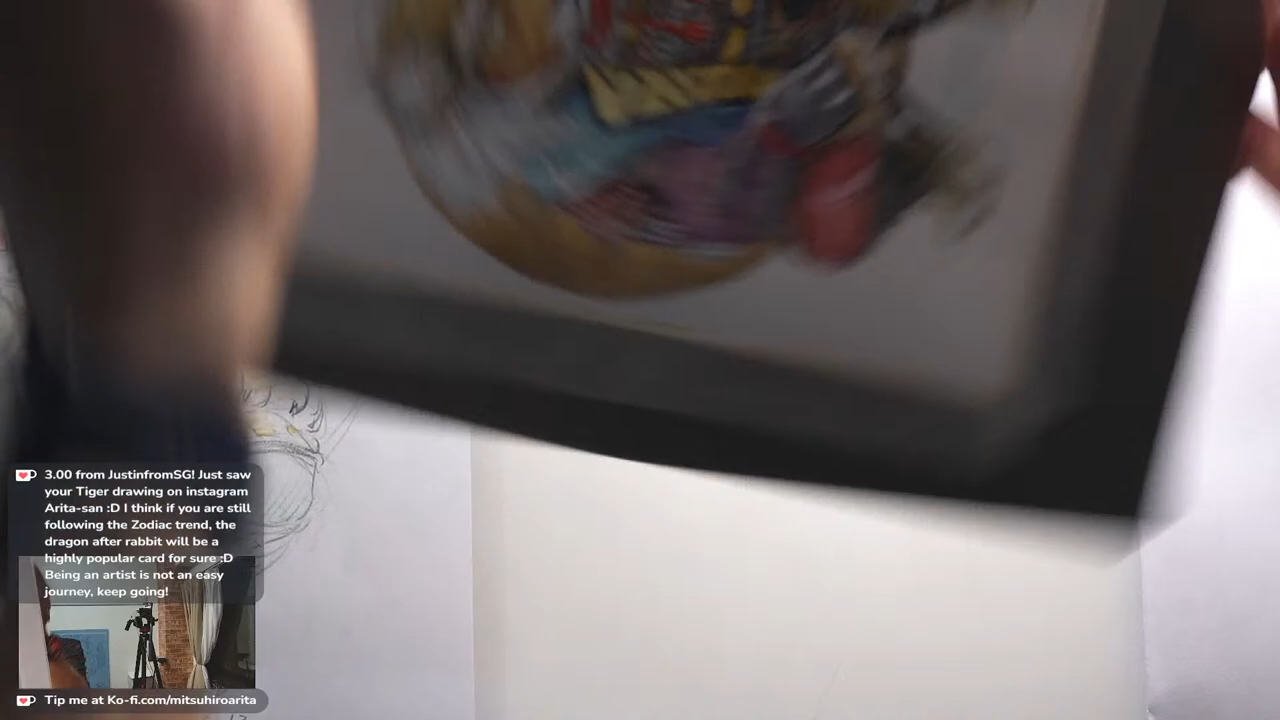 3.00 from JustinfromSG! Just saw
your Tiger drawing on instagram
Arita-san :D I think if you are still
following the Zodiac trend, the
dragon after rabbit will be a
highly popular card for sure :D
Being an artist is not an easy
journey, keep going!
Tip me at Ko-fi.com/mitsuhiroarita